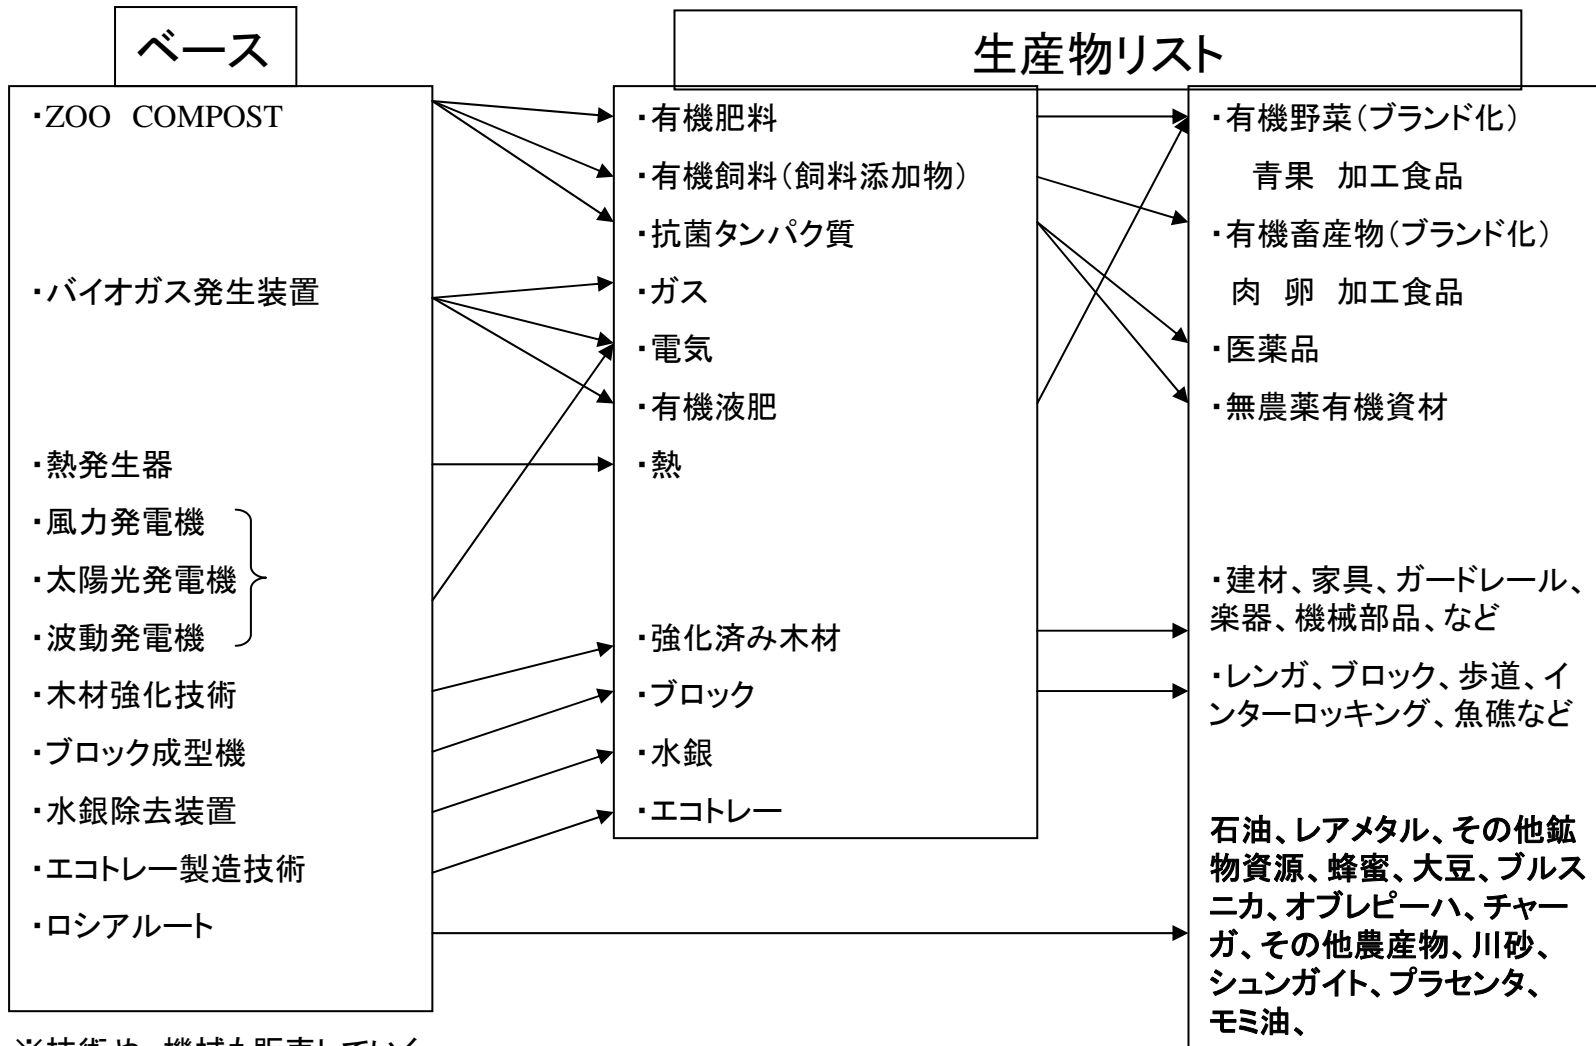 ベース
・ZOO COMPOST
・バイオガス発生装置
・熱発生器
・風力発電機
・太陽光発電機
・波動発電機
・木材強化技術
・ブロック成型機
・水銀除去装置
・エコトレー製造技術
・ロシアルート
生産物リスト
・有機肥料
・有機飼料(飼料添加物)
・抗菌タンパク質
・ガス
・電気
・有機液肥
・熱
・強化済み木材
・ブロック
・水銀
・エコトレー
・有機野菜(ブランド化)
青果 加工食品
・有機畜産物(ブランド化)
肉 卵 加工食品
・医薬品
・無農薬有機資材
・建材、家具、ガードレール、
楽器、機械部品、など
・レンガ、ブロック、歩道、イ
ンターロッキング、魚礁など
石油、レアメタル、その他鉱
物資源、蜂蜜、大豆、ブルス
ニカ、オブレピーハ、チャー
ガ、その他農産物、川砂、
シュンガイト、プラセンタ、
モミ油、
※技術や、機械も販売していく